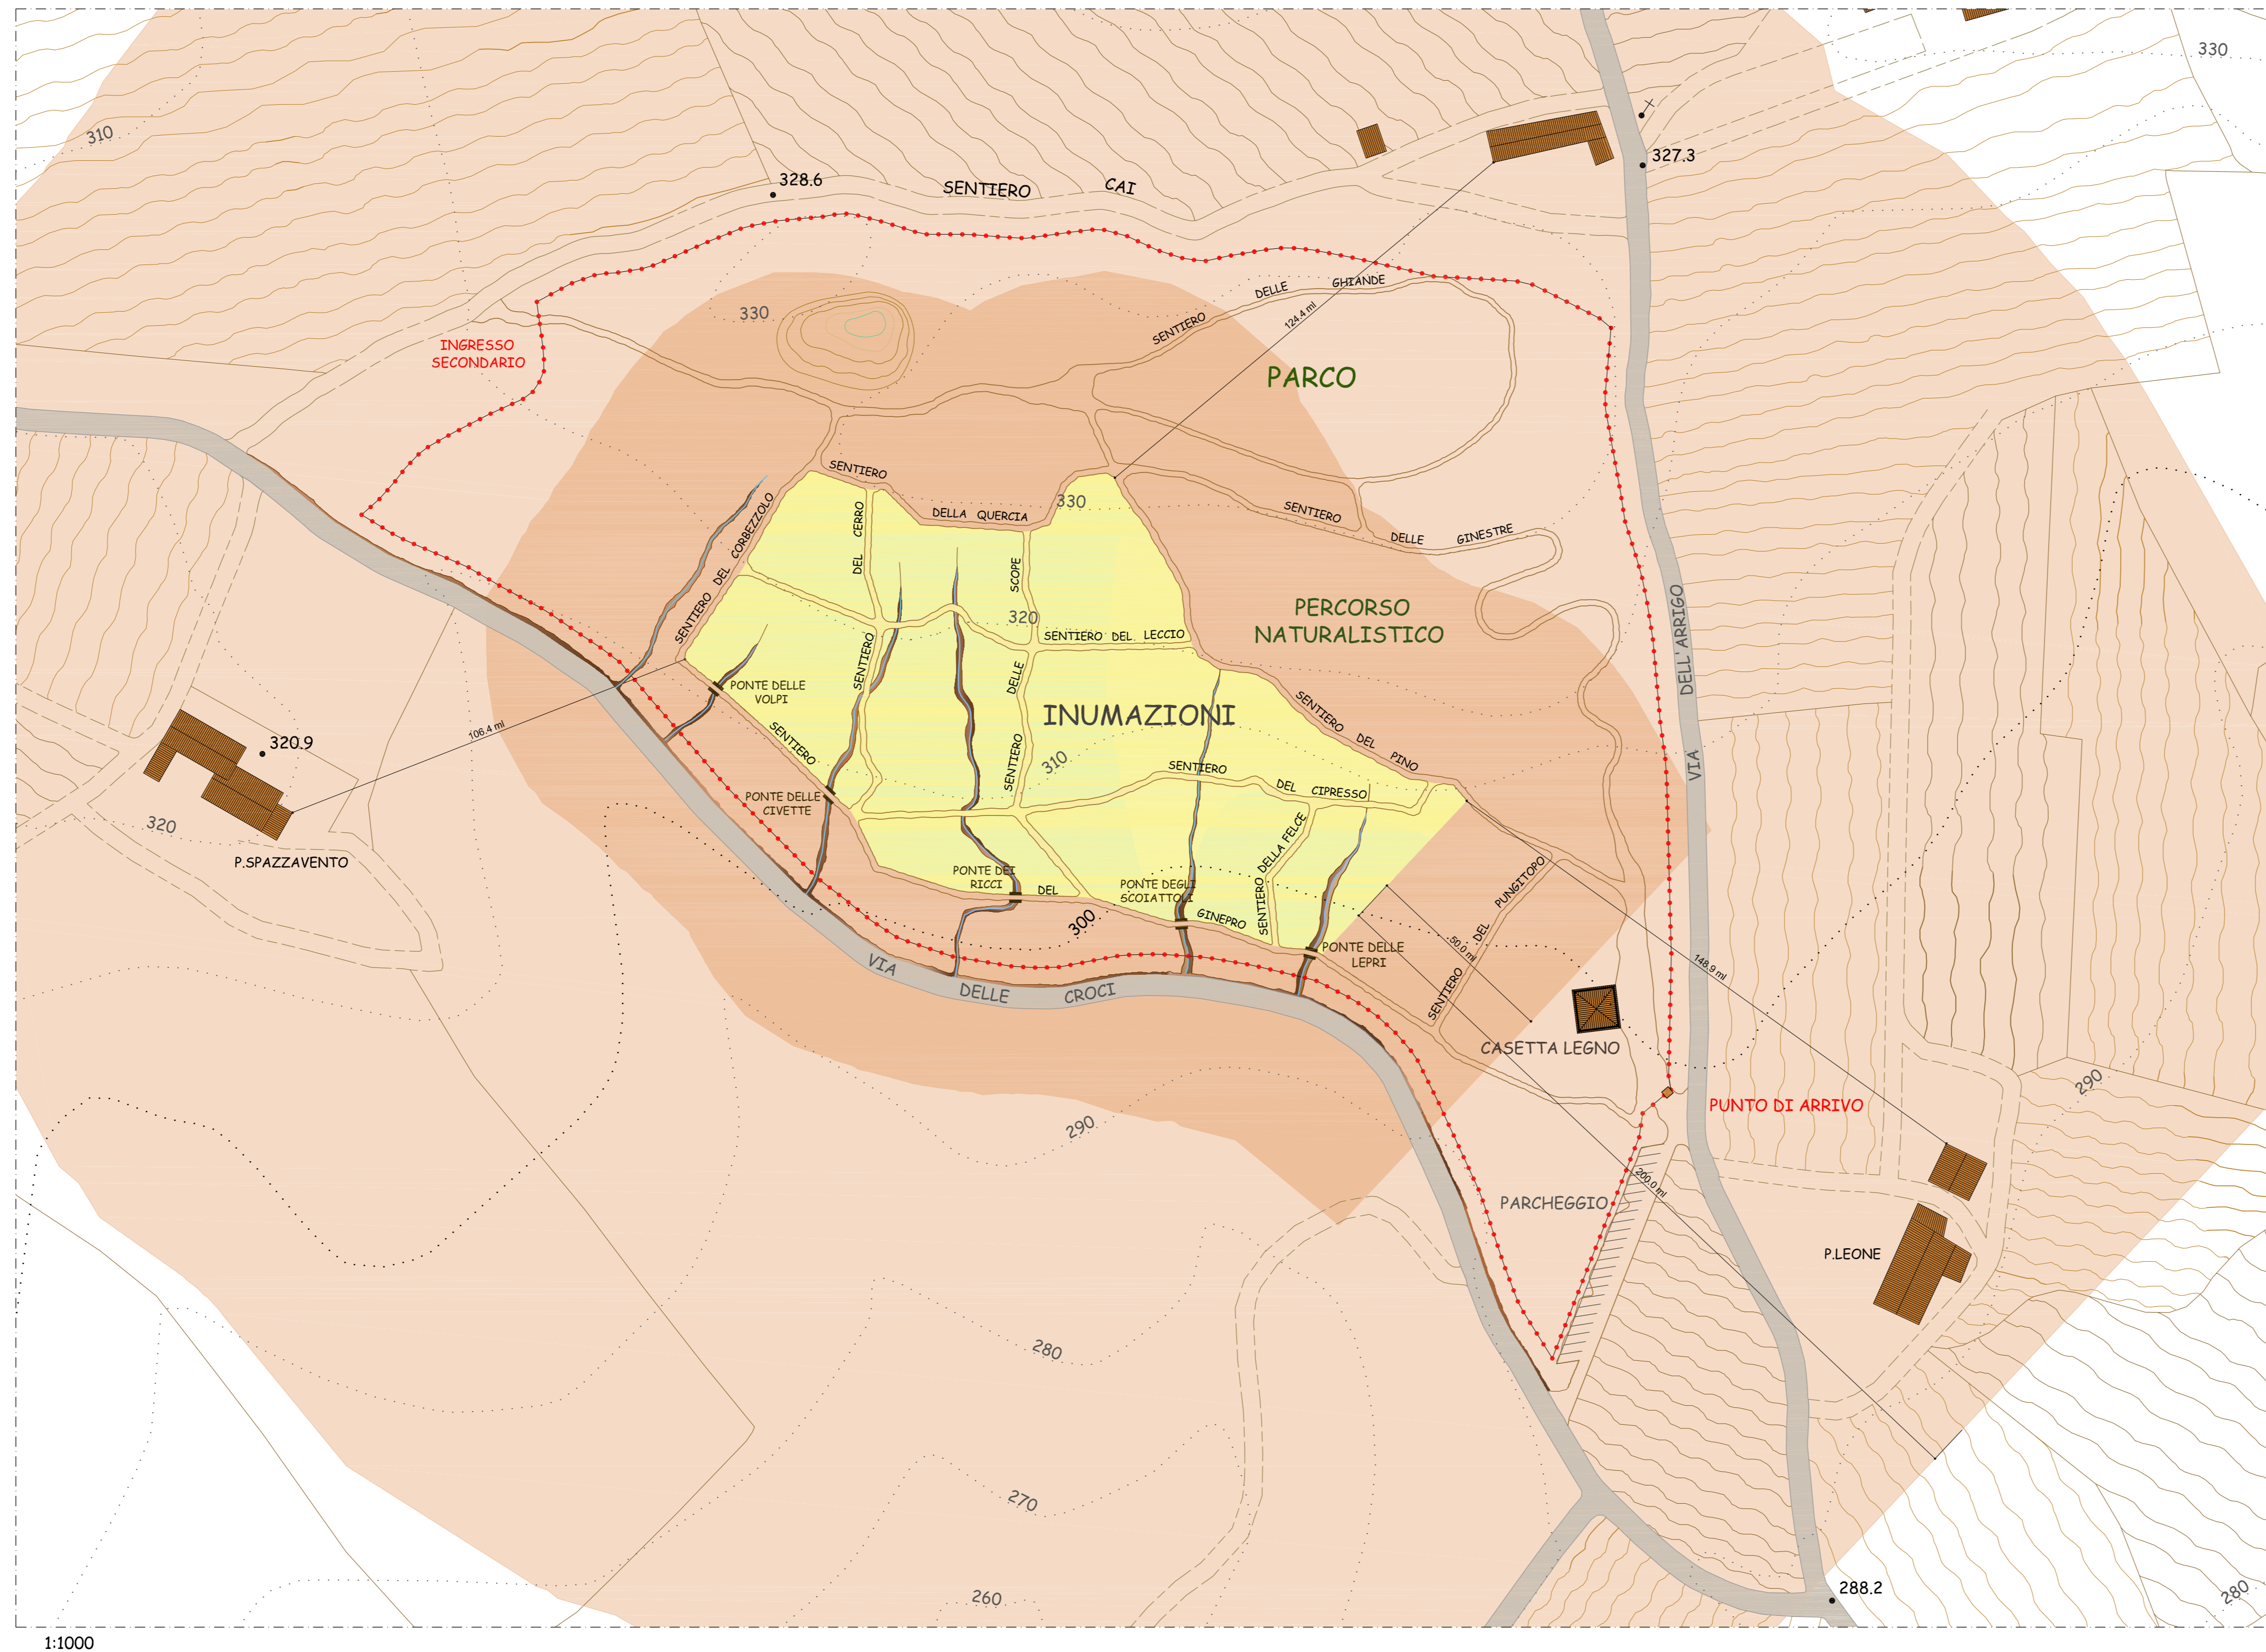 330
310
327.3
328.6
SENTIERO CAI
DELLE GHIANDE
SENTIERO
124.4 ml
330
INGRESSO
SECONDARIO
PARCO
SENTIERO
DELLA QUERCIA
330
SENTIERO DELLE GINESTRE
SENTIERO DEL CORBEZZOLO
SENTIERO DEL CERRO
SENTIERO DELLE SCOPE
320
SENTIERO DEL LECCIO
PERCORSO
NATURALISTICO
VIA DELL'ARRIGO
PONTE DELLE
VOLPI
INUMAZIONI
SENTIERO DEL PINO
106.4 ml
320.9
SENTIERO
310
SENTIERO DEL CIPRESSO
PONTE DELLE
CIVETTE
320
P.SPAZZAVENTO
SENTIERO DELLA FELCE
PONTE DEI
RICCI
DEL
PONTE DEGLI
SCOIATTOLI
GINEPRO
300
SENTIERO DEL PUNGITOPO
50.0 ml
148.9 ml
PONTE DELLE
LEPRI
VIA DELLE CROCI
CASETTA LEGNO
290
PUNTO DI ARRIVO
290
200.0 ml
PARCHEGGIO
P.LEONE
280
270
260
288.2
280
1:1000